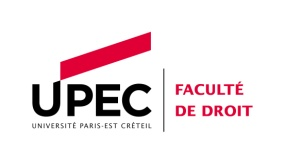 UPEC
UNIVERSITÉ PARIS-EST CRÉTEIL
FACULTÉ
DE DROIT